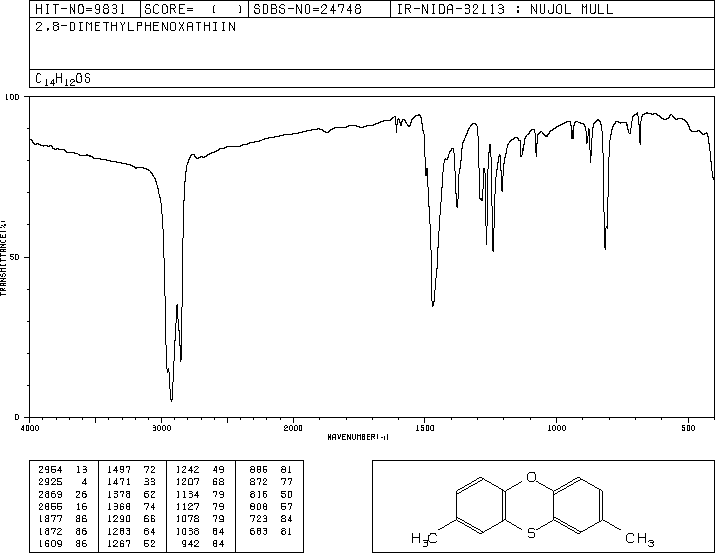 HIT-NO=9831 SCORE= ( ) SDBS-NO=24748 IR-NIDA-32113 : NUJOL MULL
2,8-DIMETHYLPHENOXATHIIN
C14H12OS
100
50
0
TRANSMITTANCE(%)
4000 3000 2000 1500 1000 500
WAVENUMBER(-1)
2954 13 1497 72 1242 49 886 81
2925 4 1471 33 1207 68 872 77
2869 26 1378 62 1134 79 816 50
2855 16 1368 74 1127 79 808 57
1877 86 1290 66 1078 79 723 84
1872 86 1283 64 1038 84 683 81
1609 86 1267 52 942 84
O
S
H3C
CH3